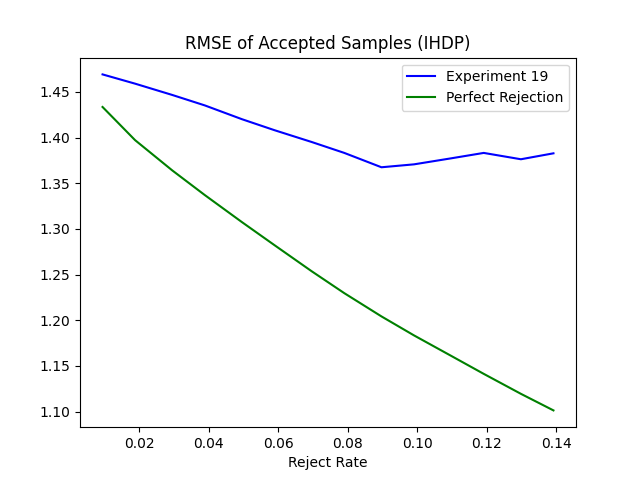 RMSE of Accepted Samples (IHDP)
Experiment 19
Perfect Rejection
1.45
1.40
1.35
1.30
1.25
1.20
1.15
1.10
0.02 0.04 0.06 0.08 0.10 0.12 0.14
Reject Rate